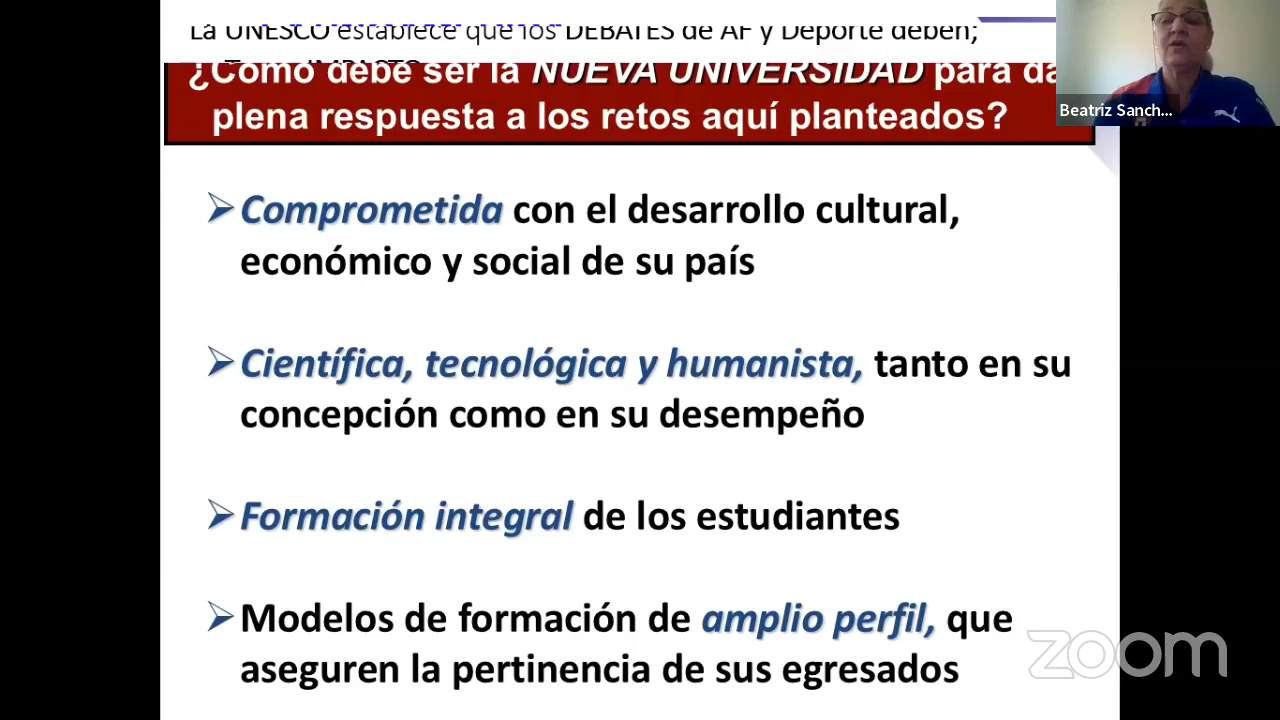 La UNESCO establece que los DEBATES de AF y Deporte deben;
¿Cómo debe ser la NUEVA UNIVERSIDAD para da
plena respuesta a los retos aquí planteados?
Beatriz Sanch...
➢Comprometida con el desarrollo cultural,
económico y social de su país
➢Científica, tecnológica y humanista, tanto en su
concepción como en su desempeño
➢Formación integral de los estudiantes
➢Modelos de formación de amplio perfil, que
aseguren la pertinencia de sus egresados
zoom